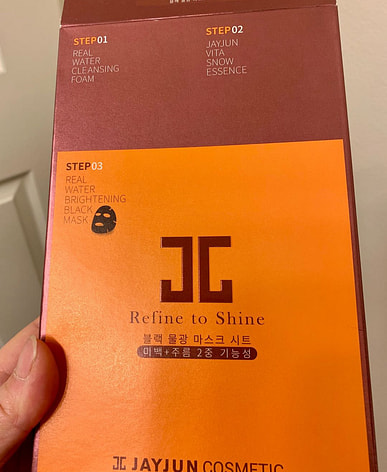 STEP01
REAL
WATER
CLEANSING
FOAM
STEP02
JAYJUN
VITA
SNOW
ESSENCE
STEP03
REAL
WATER
BRIGHTENING
BLACK
MASK
Refine to Shine
블랙 물광 마스크 시트
미백+주름 2중 기능성
JAYJUN COSMETIC